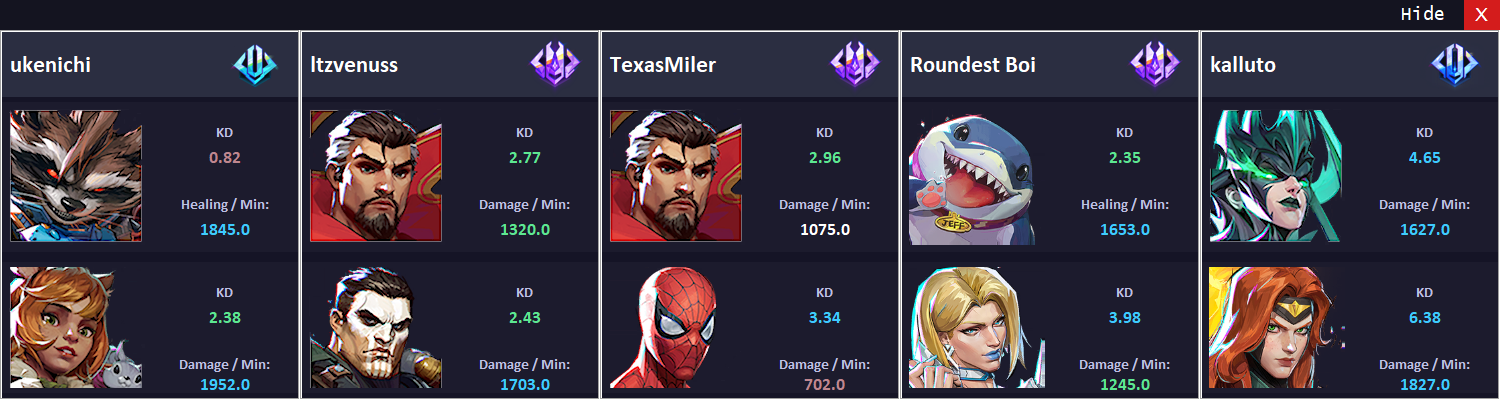 Hide X
ukenichi
KD
0.82
Healing / Min:
1845.0
KD
2.38
Damage / Min:
1952.0
Itzvenuss
KD
2.77
Damage / Min:
1320.0
KD
2.43
Damage / Min:
1703.0
TexasMiler
KD
2.96
Damage / Min:
1075.0
KD
3.34
Damage / Min:
702.0
Roundest Boi
KD
2.35
Healing / Min:
1653.0
JEFF
KD
3.98
Damage / Min:
1245.0
kalluto
KD
4.65
Damage / Min:
1627.0
KD
6.38
Damage / Min:
1827.0